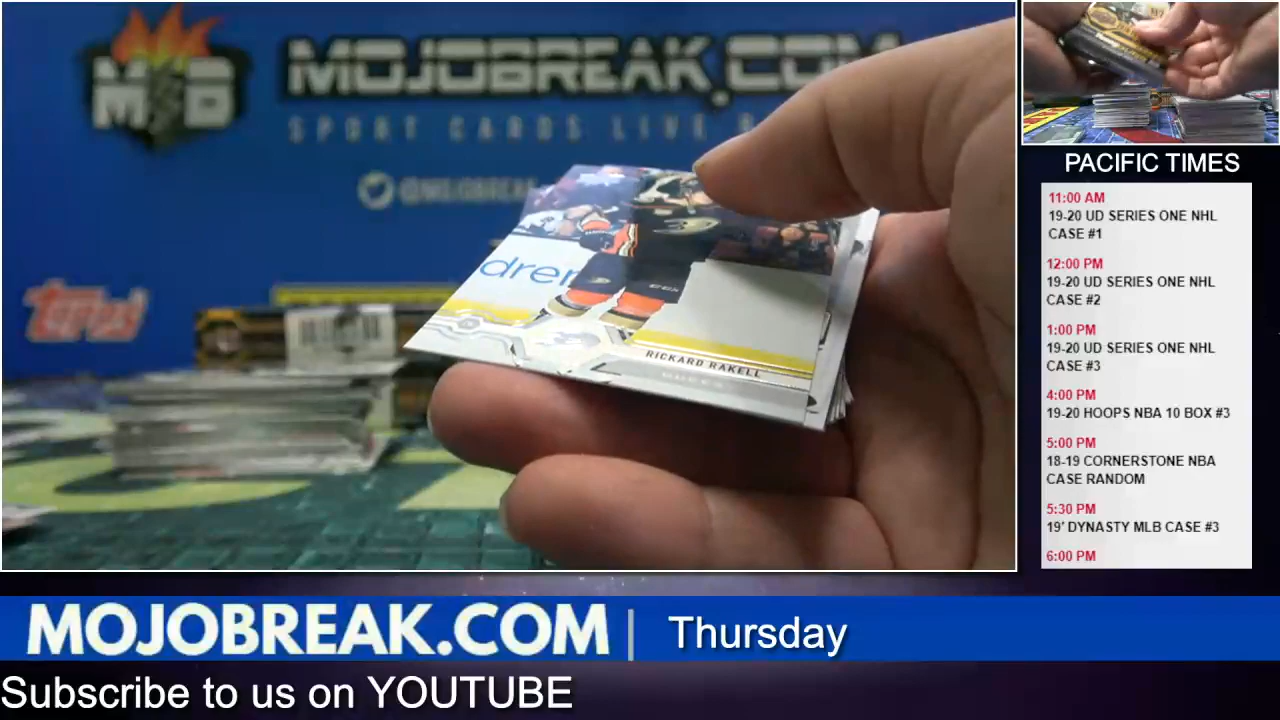 MOJOBREAK.COM
M B
SPORT CARDS LIVE
@MOJOBREAK
Topps
dren
RICKARD RAKELL
DUCKS
PACIFIC TIMES
11:00 AM
19-20 UD SERIES ONE NHL
CASE #1
12:00 PM
19-20 UD SERIES ONE NHL
CASE #2
1:00 PM
19-20 UD SERIES ONE NHL
CASE #3
4:00 PM
19-20 HOOPS NBA 10 BOX #3
5:00 PM
18-19 CORNERSTONE NBA
CASE RANDOM
5:30 PM
19' DYNASTY MLB CASE #3
6:00 PM
MOJOBREAK.COM | Thursday
Subscribe to us on YOUTUBE